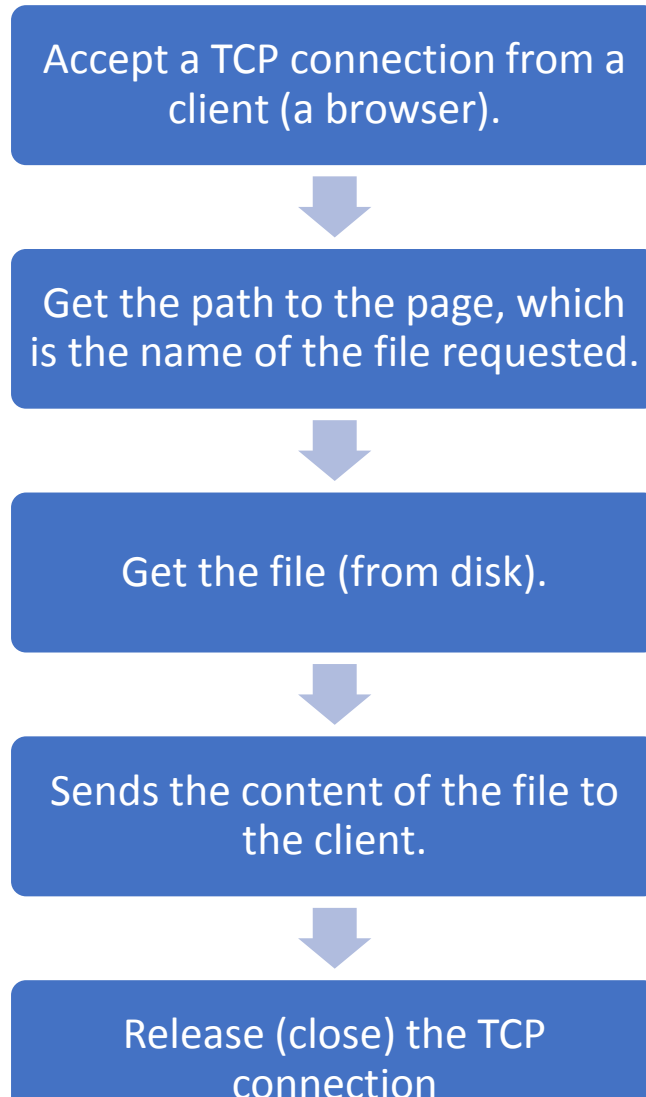 Accept a TCP connection from a
client (a browser).
Get the path to the page, which
is the name of the file requested.
Get the file (from disk).
Sends the content of the file to
the client.
Release (close) the TCP
connection